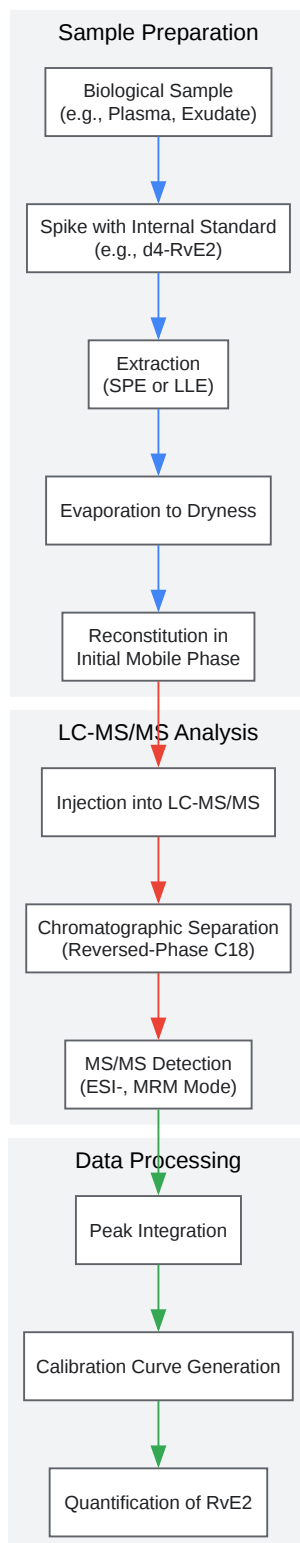 Sample Preparation
Biological Sample
(e.g., Plasma, Exudate)
Spike with Internal Standard
(e.g., d4-RvE2)
Extraction
(SPE or LLE)
Evaporation to Dryness
Reconstitution in
Initial Mobile Phase
LC-MS/MS Analysis
Injection into LC-MS/MS
Chromatographic Separation
(Reversed-Phase C18)
MS/MS Detection
(ESI-, MRM Mode)
Data Processing
Peak Integration
Calibration Curve Generation
Quantification of RvE2